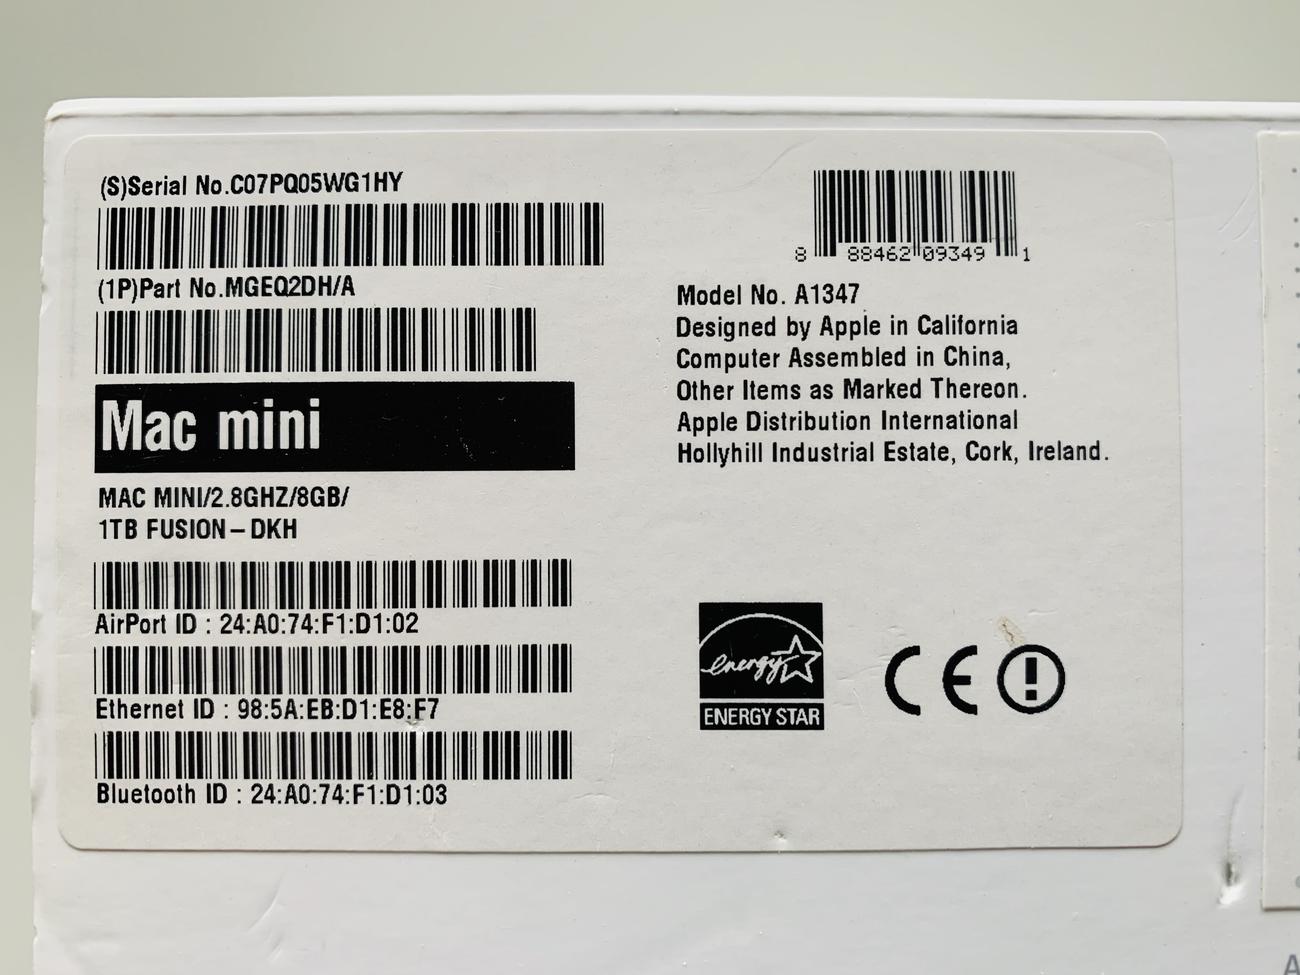 (S)Serial No.C07PQ05WG1HY
(1P)Part No.MGEQ2DH/A
Mac mini
MAC MINI/2.8GHZ/8GB/
1TB FUSION – DKH
AirPort ID : 24:A0:74:F1:D1:02
Ethernet ID : 98:5A:EB:D1:E8:F7
Bluetooth ID : 24:A0:74:F1:D1:03
8 88462 09349 1
Model No. A1347
Designed by Apple in California
Computer Assembled in China,
Other Items as Marked Thereon.
Apple Distribution International
Hollyhill Industrial Estate, Cork, Ireland.
energy
ENERGY STAR
CE